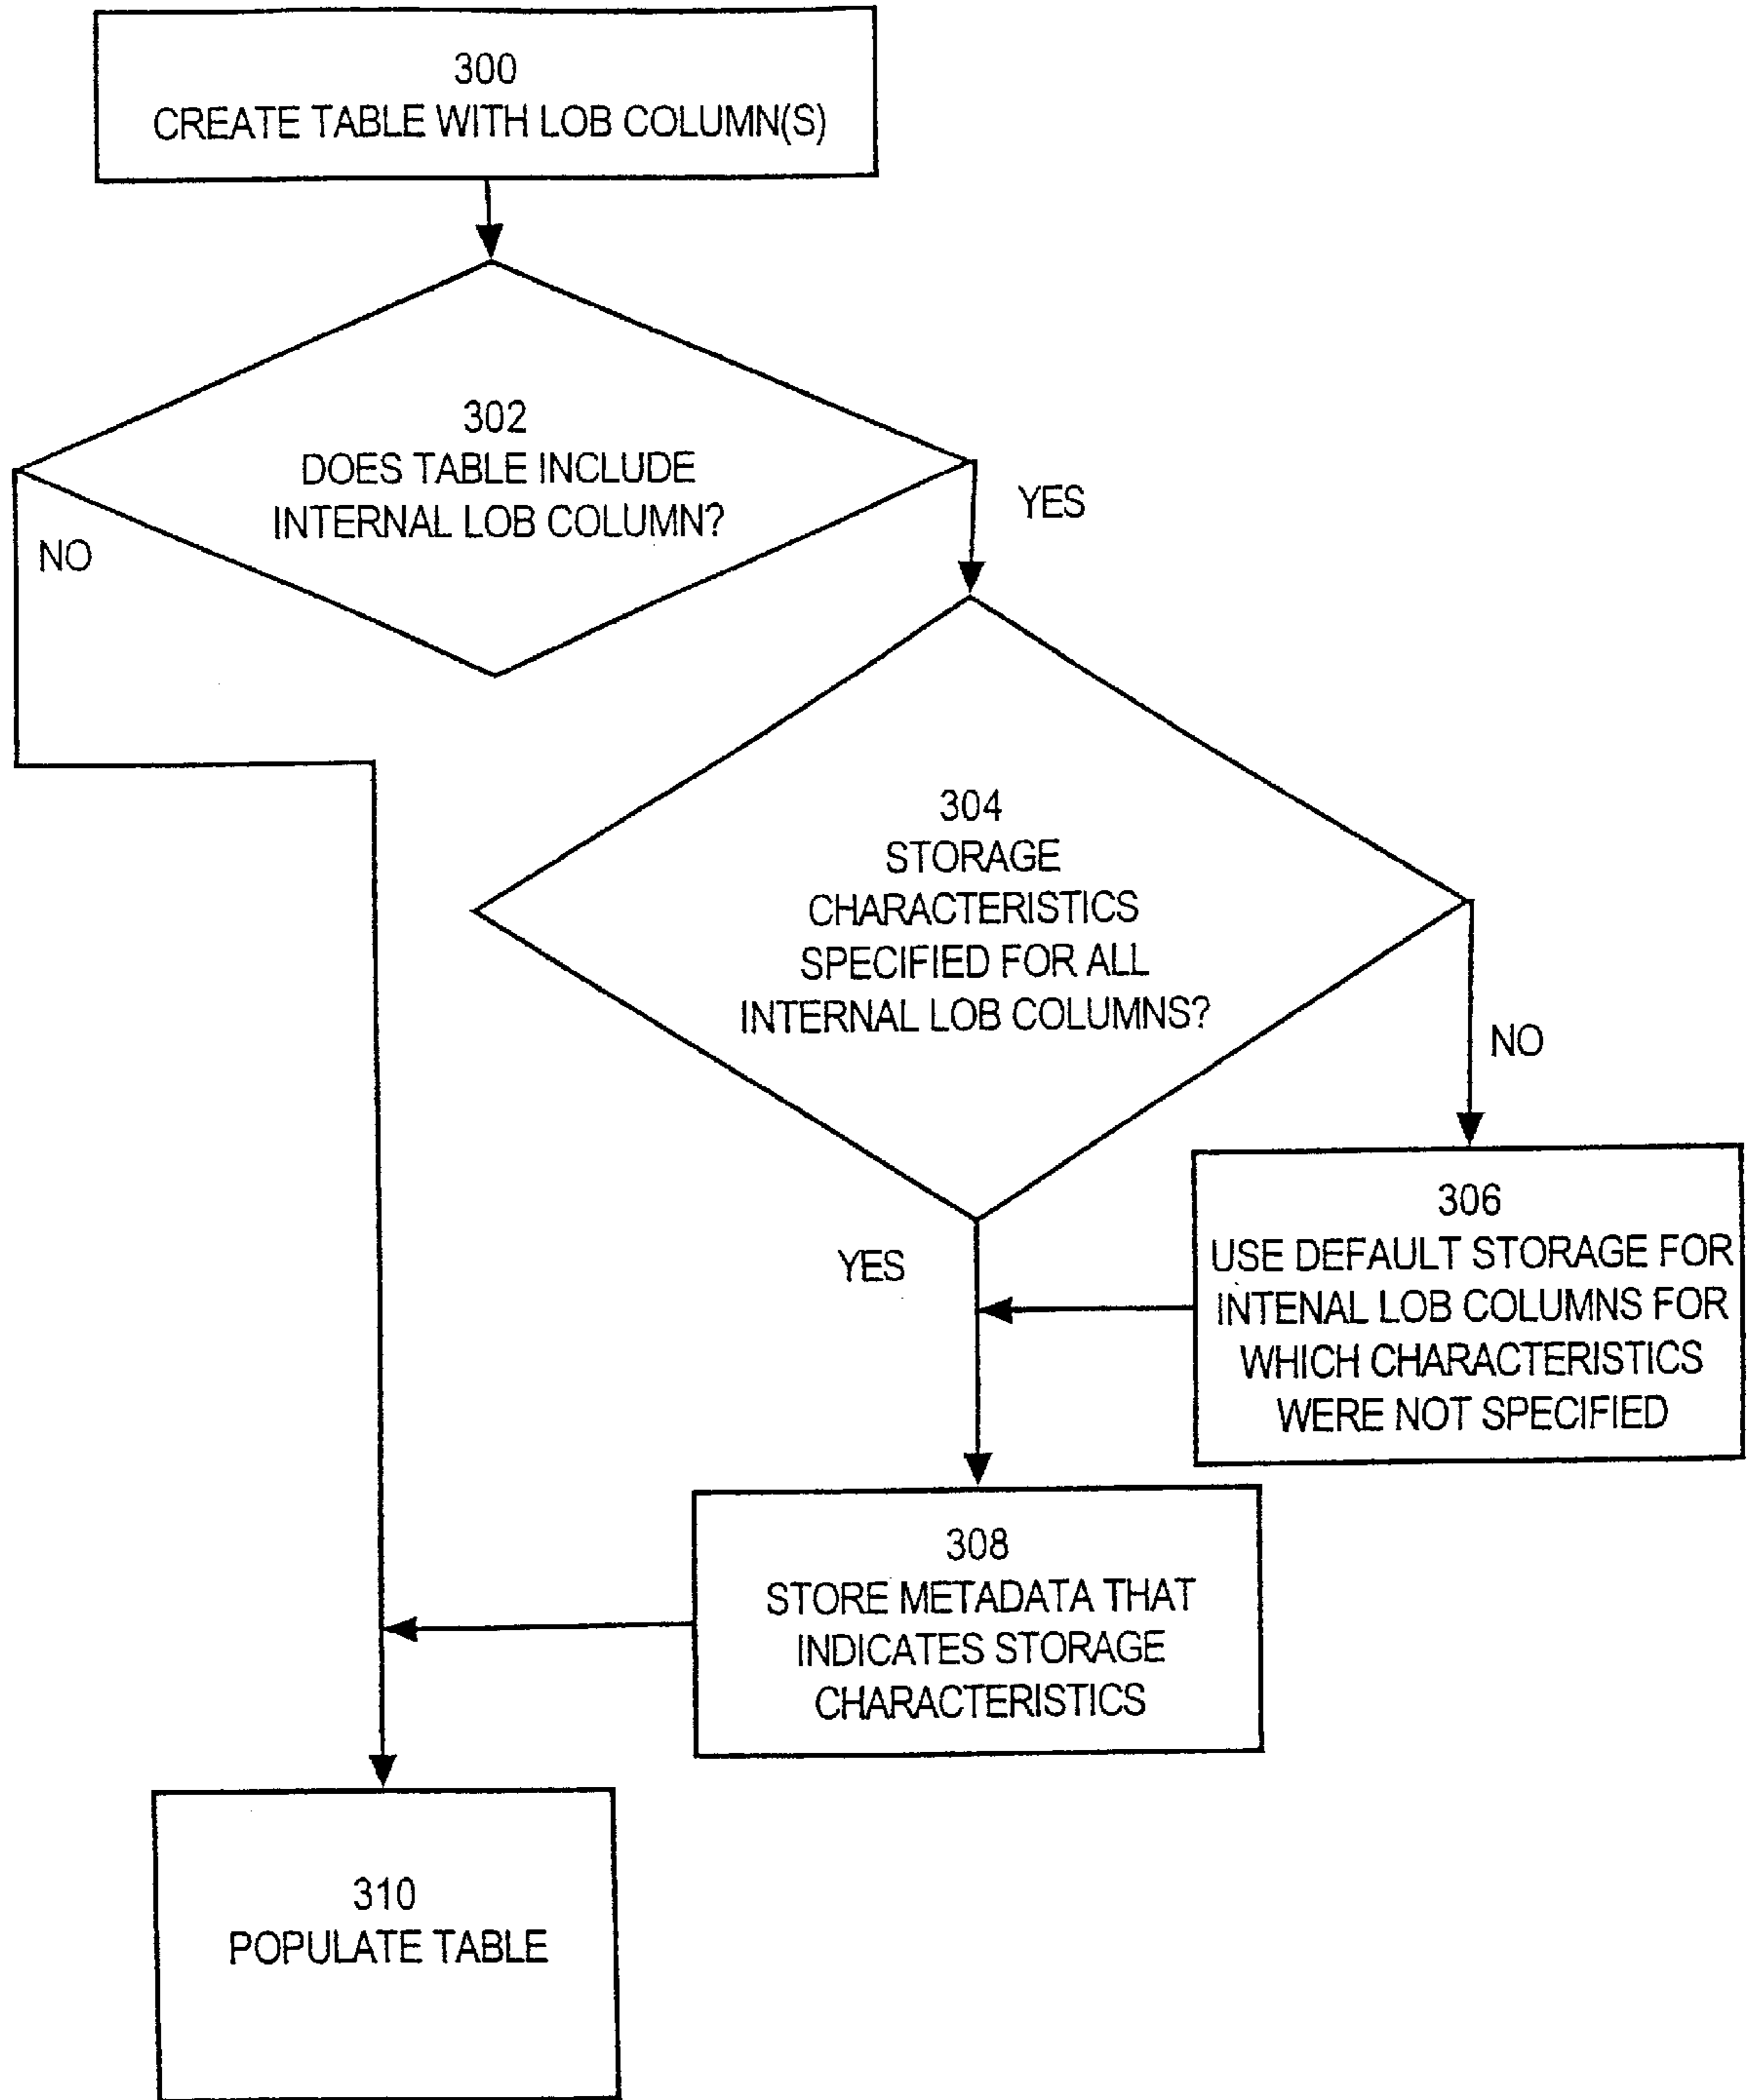 300
CREATE TABLE WITH LOB COLUMN(S)
302
DOES TABLE INCLUDE
INTERNAL LOB COLUMN?
NO
YES
304
STORAGE
CHARACTERISTICS
SPECIFIED FOR ALL
INTERNAL LOB COLUMNS?
NO
YES
306
USE DEFAULT STORAGE FOR
INTENAL LOB COLUMNS FOR
WHICH CHARACTERISTICS
WERE NOT SPECIFIED
308
STORE METADATA THAT
INDICATES STORAGE
CHARACTERISTICS
310
POPULATE TABLE